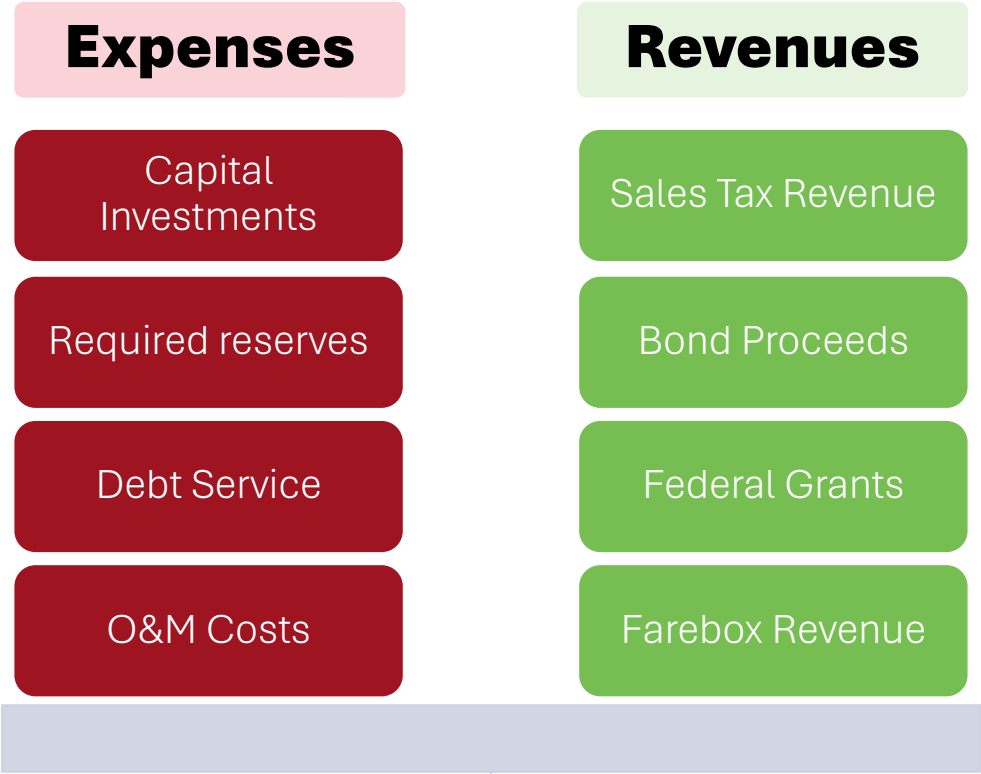 Expenses
Capital
Investments
Required reserves
Debt Service
O&M Costs
Revenues
Sales Tax Revenue
Bond Proceeds
Federal Grants
Farebox Revenue